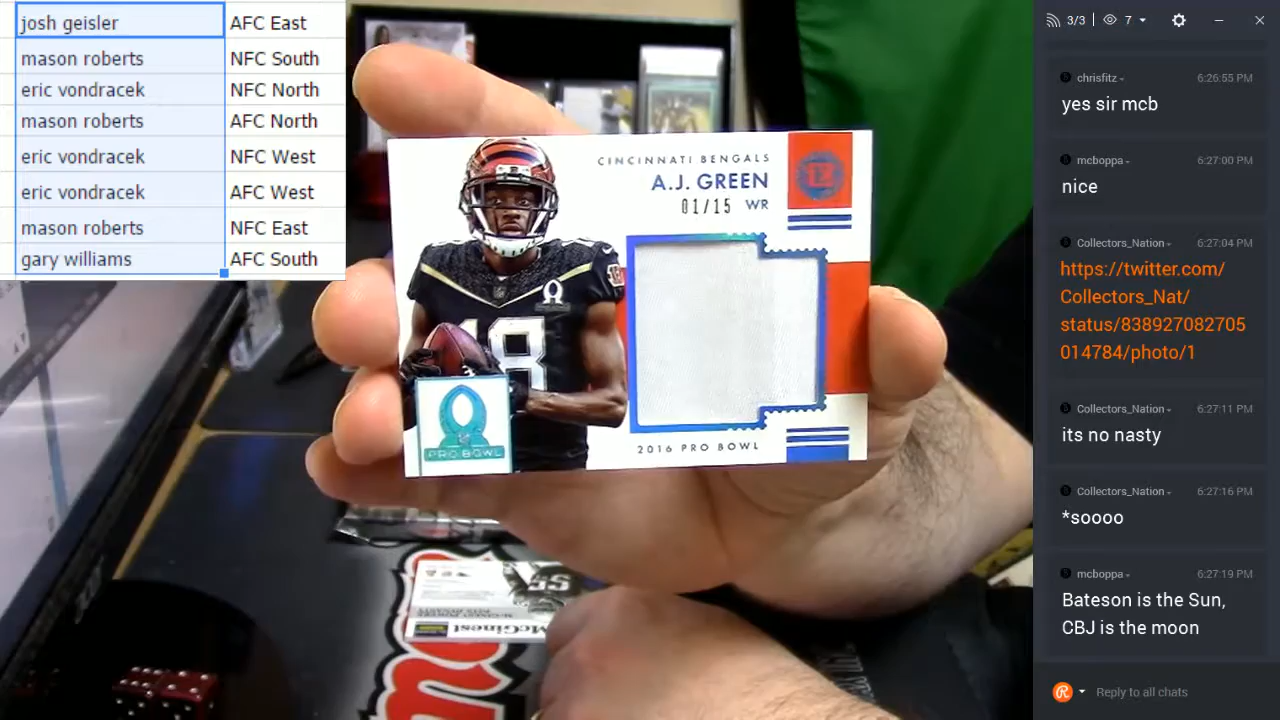 josh geisler AFC East
mason roberts NFC South
eric vondracek NFC North
mason roberts AFC North
eric vondracek NFC West
eric vondracek AFC West
mason roberts NFC East
gary williams AFC South
CINCINNATI BENGALS
A.J. GREEN
01/15 WR
E
18
PRO BOWL
2016 PRO BOWL
McGinest
3/3 7
chrisfitz 6:26:55 PM
yes sir mcb
mcboppa 6:27:00 PM
nice
Collectors_Nation 6:27:04 PM
https://twitter.com/
Collectors_Nat/
status/838927082705
014784/photo/1
Collectors_Nation 6:27:11 PM
its no nasty
Collectors_Nation 6:27:16 PM
*soooo
mcboppa 6:27:19 PM
Bateson is the Sun,
CBJ is the moon
Reply to all chats